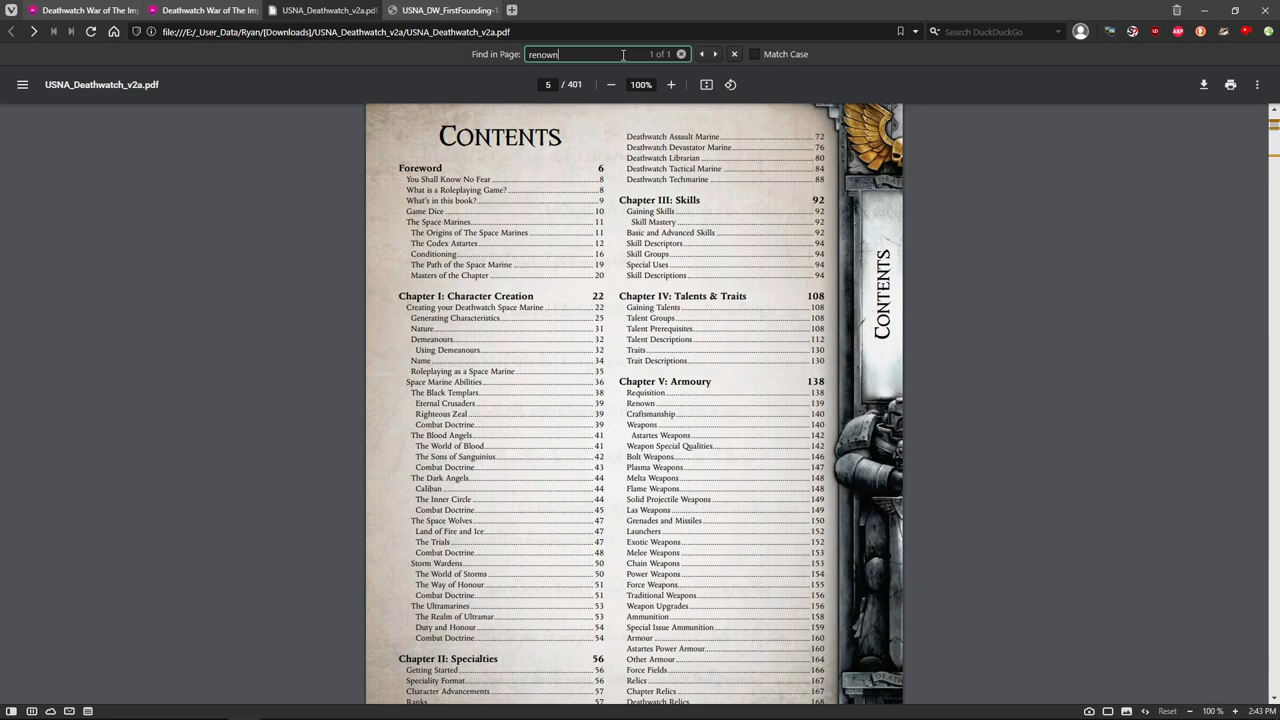 Deathwatch War of The Im
Deathwatch War of The Im
USNA_Deathwatch_v2a.pdf
USNA_DW_FirstFounding-1
file:///E:/_User_Data/Ryan/[Downloads]/USNA_Deathwatch_v2a/USNA_Deathwatch_v2a.pdf
Search DuckDuckGo
Find in Page: renown 1 of 1 Match Case
USNA_Deathwatch_v2a.pdf
5 / 401 100%
CONTENTS
Foreword 6
You Shall Know No Fear 8
What is a Roleplaying Game? 8
What's in this book? 9
Game Dice 10
The Space Marines 11
The Origins of The Space Marines 11
The Codex Astartes 12
Conditioning 16
The Path of the Space Marine 19
Masters of the Chapter 20
Chapter I: Character Creation 22
Creating your Deathwatch Space Marine 22
Generating Characteristics 25
Nature 31
Demeanours 32
Using Demeanours 32
Name 34
Roleplaying as a Space Marine 35
Space Marine Abilities 36
The Black Templars 38
Eternal Crusaders 39
Righteous Zeal 39
Combat Doctrine 39
The Blood Angels 41
The World of Blood 41
The Sons of Sanguinius 42
Combat Doctrine 43
The Dark Angels 44
Caliban 44
The Inner Circle 44
Combat Doctrine 45
The Space Wolves 47
Land of Fire and Ice 47
The Trials 47
Combat Doctrine 48
Storm Wardens 50
The World of Storms 50
The Way of Honour 51
Combat Doctrine 51
The Ultramarines 53
The Realm of Ultramar 53
Duty and Honour 54
Combat Doctrine 54
Chapter II: Specialties 56
Getting Started 56
Speciality Format 56
Character Advancements 57
Ranks 57
Deathwatch Assault Marine 72
Deathwatch Devastator Marine 76
Deathwatch Librarian 80
Deathwatch Tactical Marine 84
Deathwatch Techmarine 88
Chapter III: Skills 92
Gaining Skills 92
Skill Mastery 92
Basic and Advanced Skills 92
Skill Descriptors 94
Skill Groups 94
Special Uses 94
Skill Descriptions 94
Chapter IV: Talents & Traits 108
Gaining Talents 108
Talent Groups 108
Talent Prerequisites 108
Talent Descriptions 112
Traits 130
Trait Descriptions 130
Chapter V: Armoury 138
Requisition 138
Renown 139
Craftsmanship 140
Weapons 140
Astartes Weapons 142
Weapon Special Qualities 142
Bolt Weapons 146
Plasma Weapons 147
Melta Weapons 148
Flame Weapons 148
Solid Projectile Weapons 149
Las Weapons 149
Grenades and Missiles 150
Launchers 152
Exotic Weapons 152
Melee Weapons 153
Chain Weapons 153
Power Weapons 154
Force Weapons 155
Traditional Weapons 156
Weapon Upgrades 156
Ammunition 158
Special Issue Ammunition 159
Armour 160
Astartes Power Armour 160
Other Armour 164
Force Fields 166
Relics 167
Chapter Relics 167
Deathwatch Relics 168
CONTENTS
Reset 100 % 2:43 PM